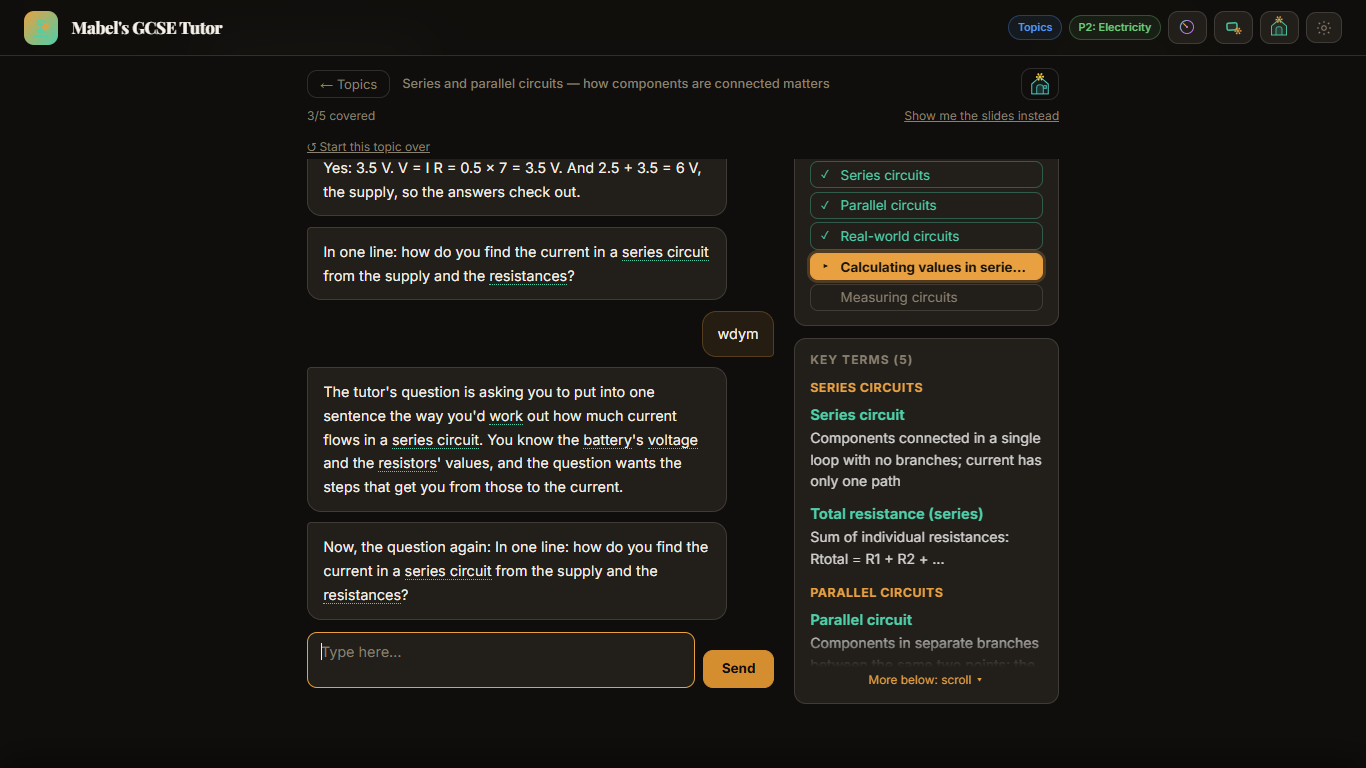 Mabel's GCSE Tutor
Topics
P2: Electricity
← Topics
Series and parallel circuits — how components are connected matters
3/5 covered
Show me the slides instead
↺ Start this topic over
Yes: 3.5 V. V = I R = 0.5 × 7 = 3.5 V. And 2.5 + 3.5 = 6 V,
the supply, so the answers check out.
In one line: how do you find the current in a series circuit
from the supply and the resistances?
wdym
The tutor's question is asking you to put into one
sentence the way you'd work out how much current
flows in a series circuit. You know the battery's voltage
and the resistors' values, and the question wants the
steps that get you from those to the current.
Now, the question again: In one line: how do you find the
current in a series circuit from the supply and the
resistances?
Type here...
Send
✓ Series circuits
✓ Parallel circuits
✓ Real-world circuits
‣ Calculating values in serie...
Measuring circuits
KEY TERMS (5)
SERIES CIRCUITS
Series circuit
Components connected in a single
loop with no branches; current has
only one path
Total resistance (series)
Sum of individual resistances:
Rtotal = R1 + R2 + ...
PARALLEL CIRCUITS
Parallel circuit
Components in separate branches
between the same two points; the
More below: scroll ▾